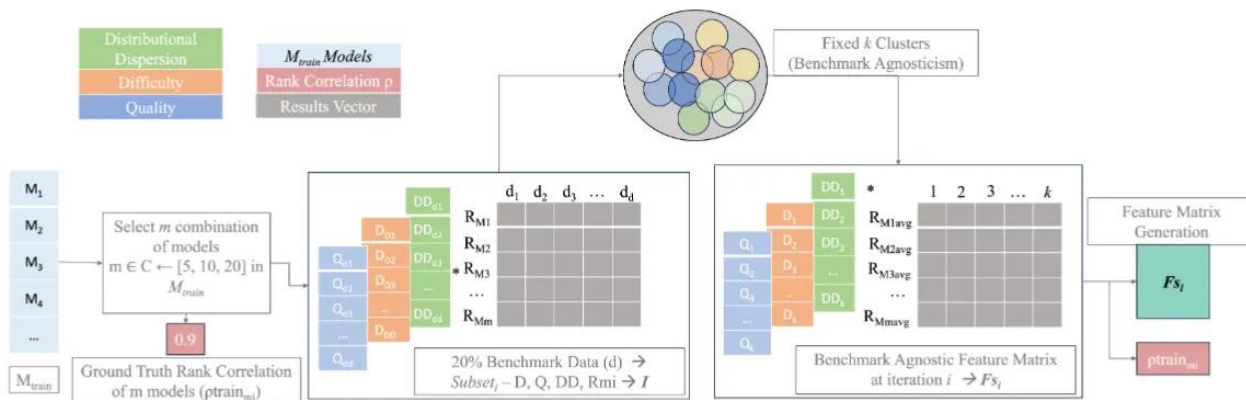 Distributional
Dispersion
Difficulty
Quality
M_train Models
Rank Correlation ρ
Results Vector
Fixed k Clusters
(Benchmark Agnosticism)
M1
M2
M3
M4
...
M_train
Select m combination
of models
m ∈ C ← [5, 10, 20] in
M_train
0.9
Ground Truth Rank Correlation
of m models (ρtrain_mi)
Q_d1
Q_d2
Q_d3
...
D_D1
D_D2
D_D3
...
D_DD
DD_d1
DD_d2
DD_d3
...
DD_dd
*
d1 d2 d3 ... dd
R_M1
R_M2
R_M3
...
R_Mm
20% Benchmark Data (d) →
Subset_i – D, Q, DD, Rmi → I
Q1
Q2
Q3
...
Qk
D1
D2
D3
...
Dk
DD1
DD2
DD3
...
DDk
*
1 2 3 ... k
R_M1avg
R_M2avg
R_M3avg
...
R_Mmavg
Benchmark Agnostic Feature Matrix
at iteration i → Fs_i
Feature Matrix
Generation
Fs_i
ρtrain_mi